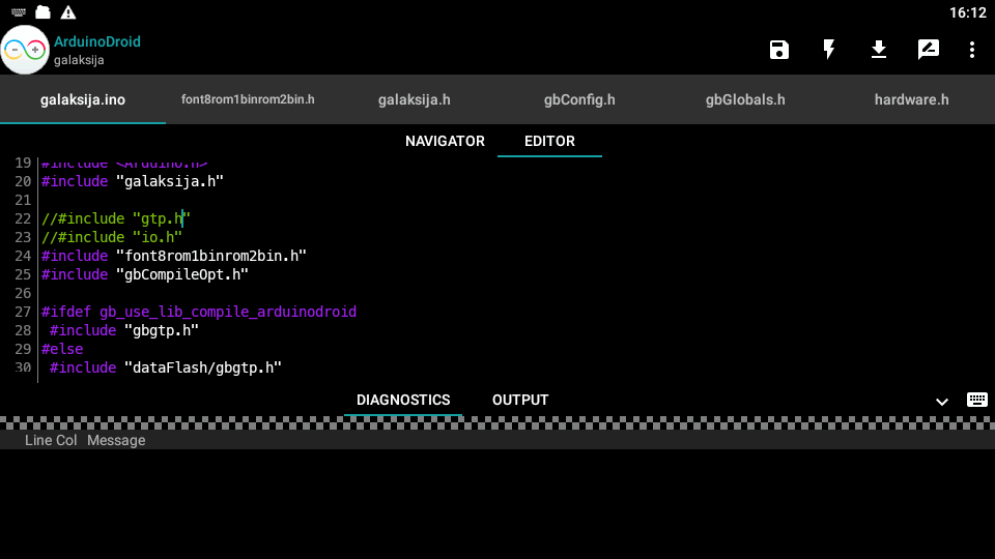 16:12
ArduinoDroid
galaksija
galaksija.ino font8rom1binrom2bin.h galaksija.h gbConfig.h gbGlobals.h hardware.h
NAVIGATOR EDITOR
19 #include <Arduino.h>
20 #include "galaksija.h"
21
22 //#include "gtp.h"
23 //#include "io.h"
24 #include "font8rom1binrom2bin.h"
25 #include "gbCompileOpt.h"
26
27 #ifdef gb_use_lib_compile_arduinodroid
28 #include "gbgtp.h"
29 #else
30 #include "dataFlash/gbgtp.h"
DIAGNOSTICS OUTPUT
Line Col Message